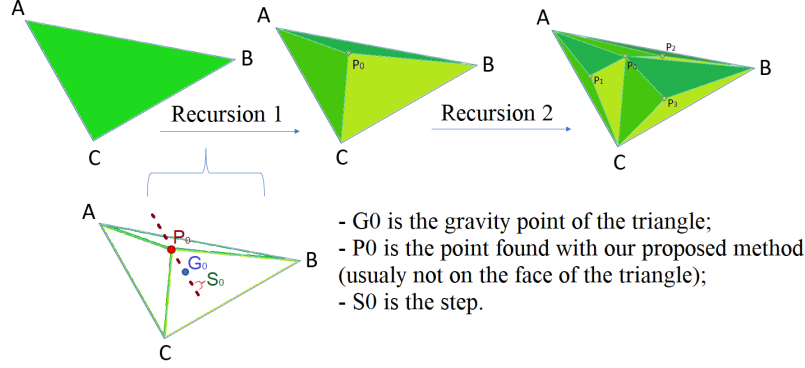 A
B
C
Recursion 1
A
B
C
P0
Recursion 2
A
B
C
P0
P1
P2
P3
A
B
C
P0
G0
S0
- G0 is the gravity point of the triangle;
- P0 is the point found with our proposed method
(usualy not on the face of the triangle);
- S0 is the step.